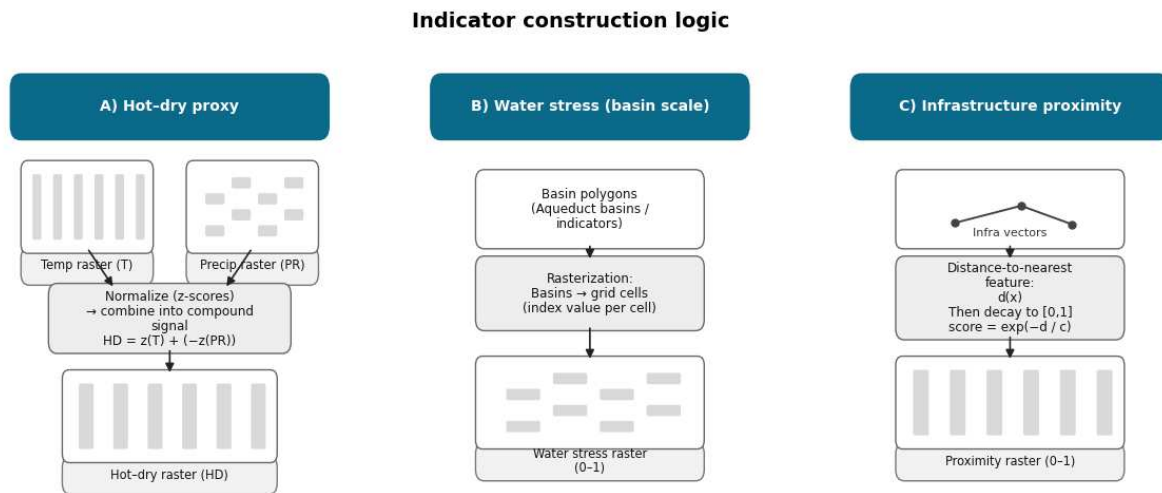 Indicator construction logic
A) Hot–dry proxy
Temp raster (T)
Precip raster (PR)
Normalize (z-scores)
→ combine into compound
signal
HD = z(T) + (−z(PR))
Hot–dry raster (HD)
B) Water stress (basin scale)
Basin polygons
(Aqueduct basins /
indicators)
Rasterization:
Basins → grid cells
(index value per cell)
Water stress raster
(0–1)
C) Infrastructure proximity
Infra vectors
Distance-to-nearest
feature:
d(x)
Then decay to [0,1]
score = exp(−d / c)
Proximity raster (0–1)